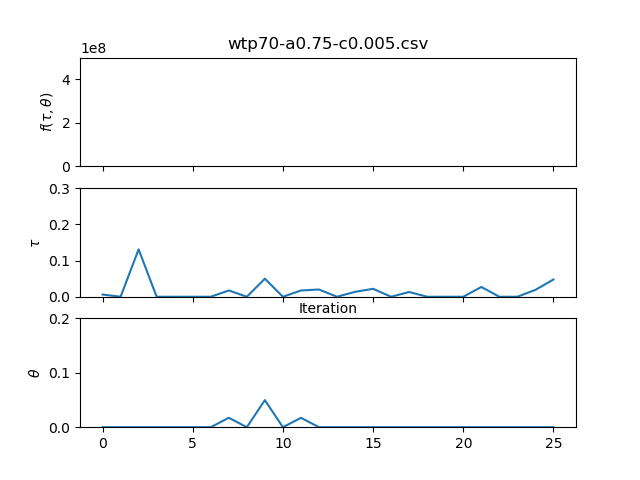 wtp70-a0.75-c0.005.csv
1e8
f(τ, θ)
4
2
0
τ
0.3
0.2
0.1
0.0
Iteration
θ
0.2
0.1
0.0
0 5 10 15 20 25